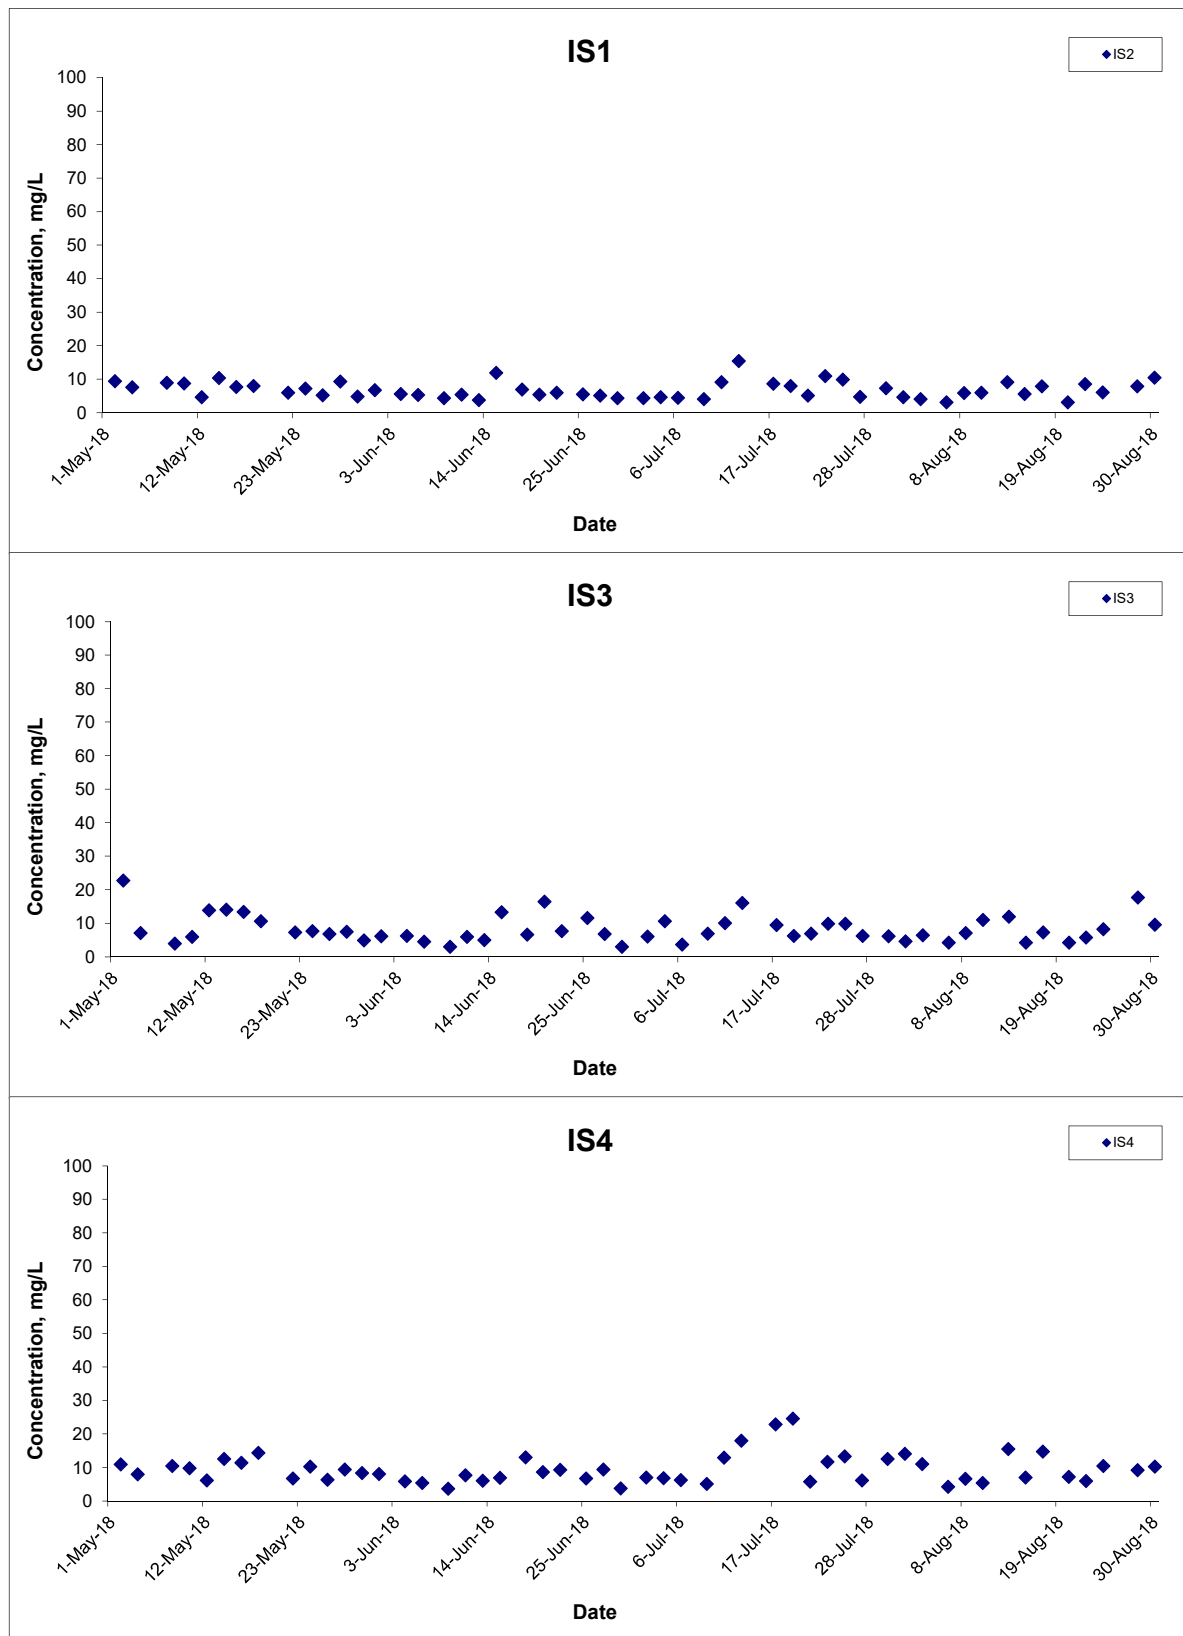 IS1
IS2
100
90
80
70
60
50
40
30
20
10
0
Concentration, mg/L
1-May-18
12-May-18
23-May-18
3-Jun-18
14-Jun-18
25-Jun-18
6-Jul-18
17-Jul-18
28-Jul-18
8-Aug-18
19-Aug-18
30-Aug-18
Date
IS3
IS3
100
90
80
70
60
50
40
30
20
10
0
Concentration, mg/L
1-May-18
12-May-18
23-May-18
3-Jun-18
14-Jun-18
25-Jun-18
6-Jul-18
17-Jul-18
28-Jul-18
8-Aug-18
19-Aug-18
30-Aug-18
Date
IS4
IS4
100
90
80
70
60
50
40
30
20
10
0
Concentration, mg/L
1-May-18
12-May-18
23-May-18
3-Jun-18
14-Jun-18
25-Jun-18
6-Jul-18
17-Jul-18
28-Jul-18
8-Aug-18
19-Aug-18
30-Aug-18
Date